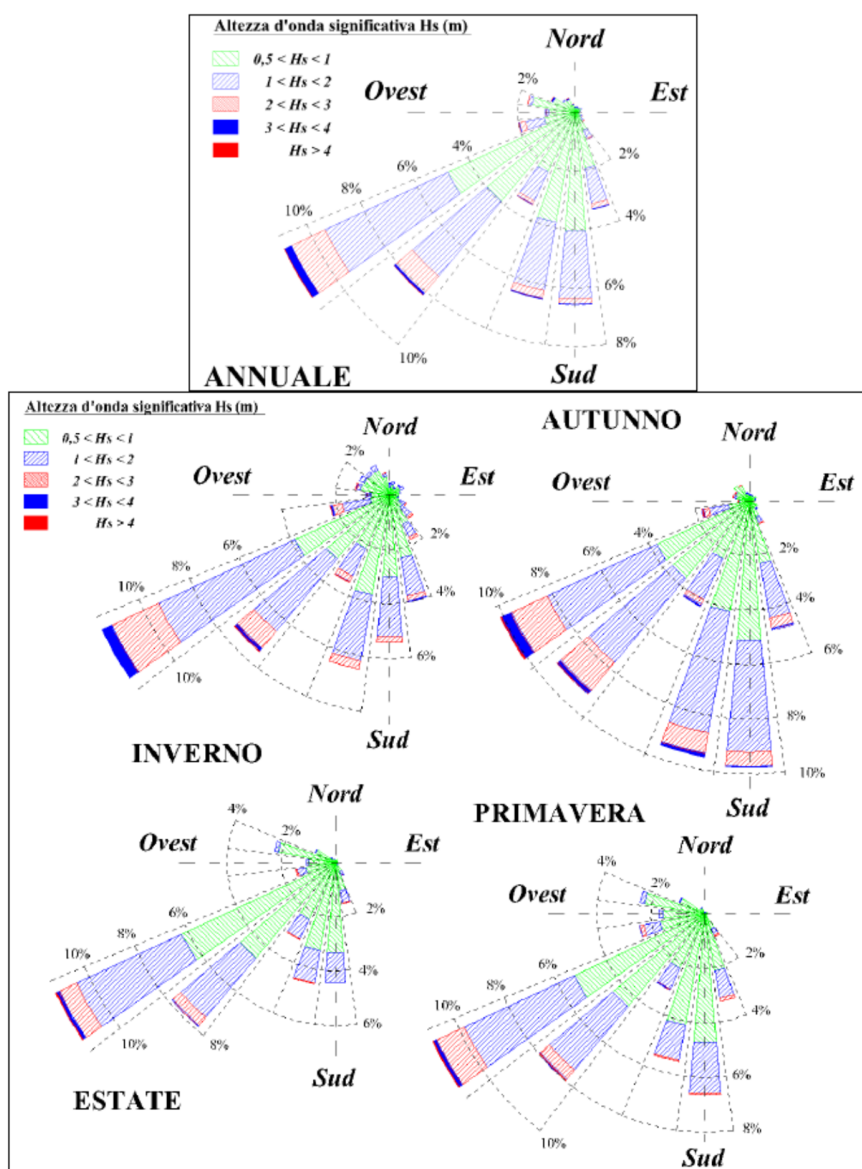 Altezza d'onda significativa Hs (m)
0,5 < Hs < 1
1 < Hs < 2
2 < Hs < 3
3 < Hs < 4
Hs > 4
Nord
Ovest
Est
Sud
2%
2%
4%
4%
6%
6%
8%
8%
10%
10%
ANNUALE
Altezza d'onda significativa Hs (m)
0,5 < Hs < 1
1 < Hs < 2
2 < Hs < 3
3 < Hs < 4
Hs > 4
Nord
Ovest
Est
Sud
2%
2%
4%
6%
6%
8%
10%
10%
INVERNO
AUTUNNO
Nord
Ovest
Est
Sud
2%
4%
4%
6%
6%
8%
8%
10%
10%
Nord
Ovest
Est
Sud
4%
2%
2%
4%
6%
6%
8%
8%
10%
10%
ESTATE
PRIMAVERA
Nord
Ovest
Est
Sud
4%
2%
2%
4%
6%
6%
8%
8%
10%
10%